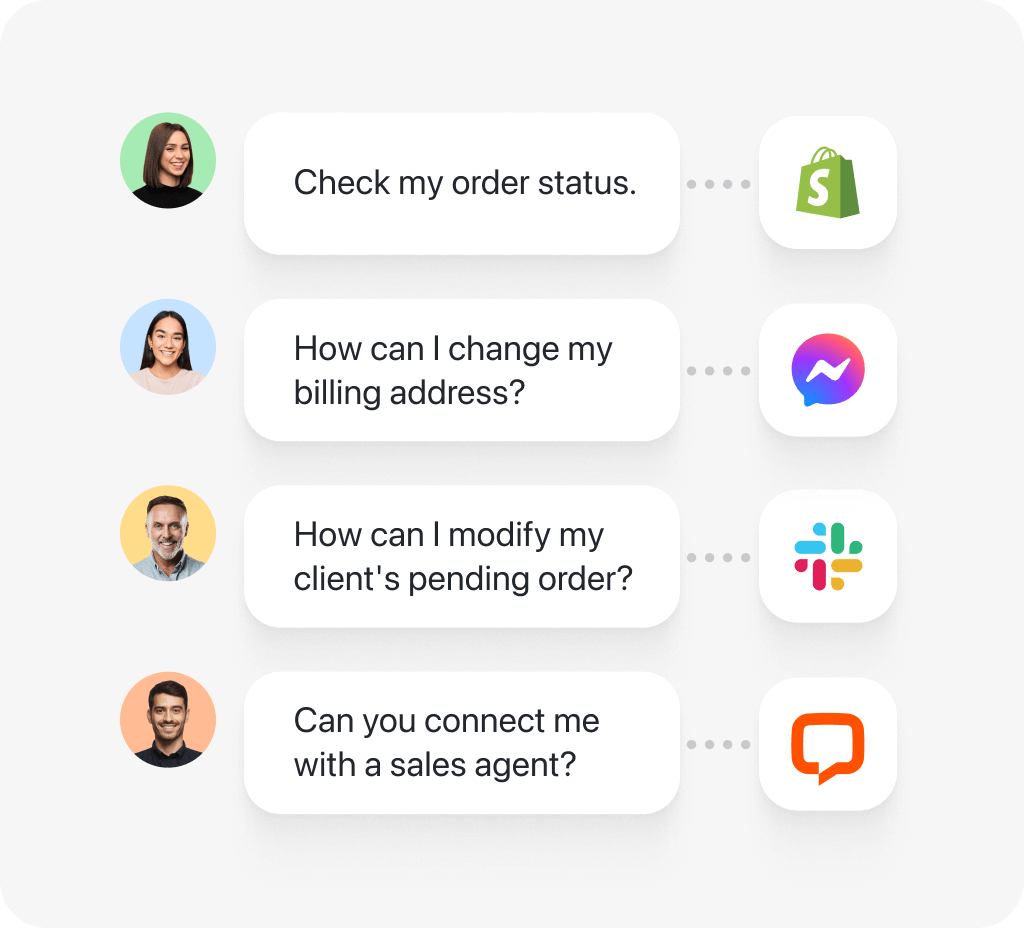 Check my order status.
How can I change my
billing address?
How can I modify my
client's pending order?
Can you connect me
with a sales agent?